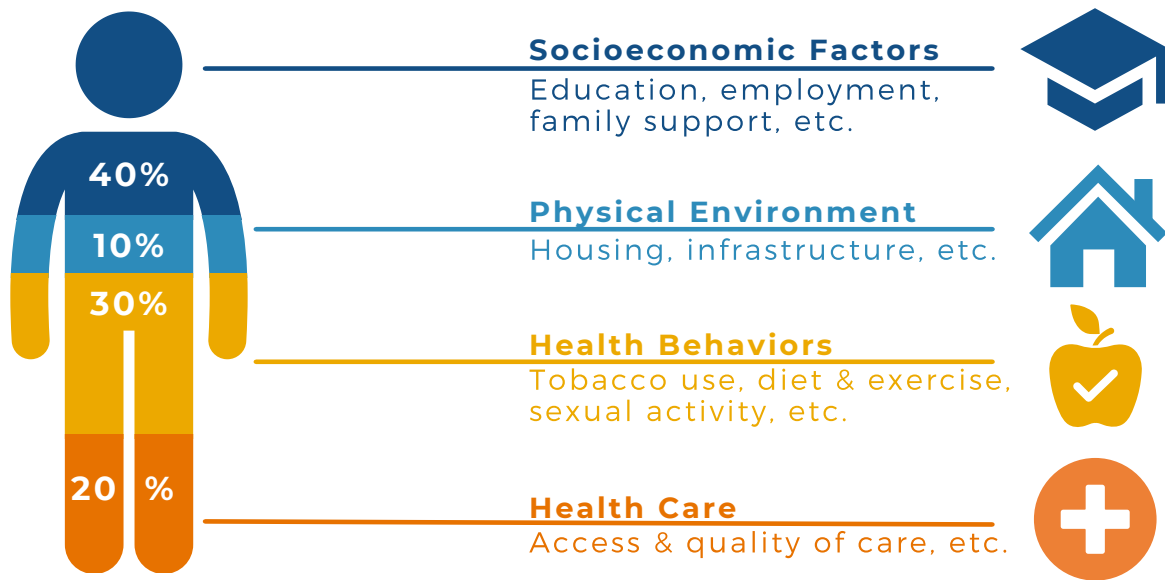 Socioeconomic Factors
Education, employment,
family support, etc.
40%
Physical Environment
10%
Housing, infrastructure, etc.
30%
Health Behaviors
Tobacco use, diet & exercise,
sexual activity, etc.
20 %
Health Care
Access & quality of care, etc.